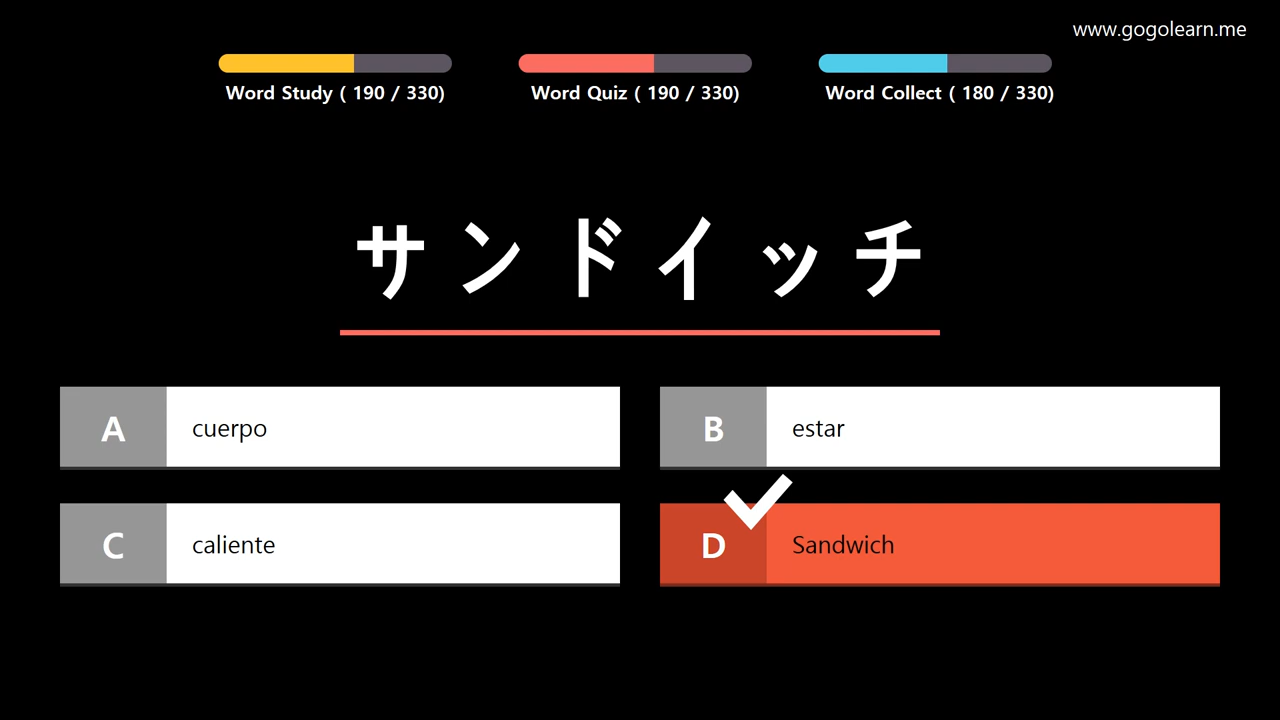 www.gogolearn.me
Word Study ( 190 / 330)
Word Quiz ( 190 / 330)
Word Collect ( 180 / 330)
サンドイッチ
A cuerpo
B estar
C caliente
D Sandwich